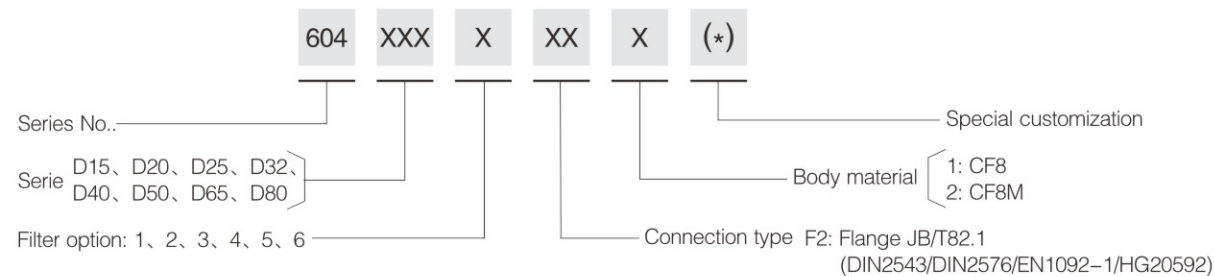 604 XXX X XX X (*)
Series No..
Special customization
Serie D15、D20、D25、D32、
D40、D50、D65、D80
Body material 1: CF8
2: CF8M
Filter option: 1、2、3、4、5、6
Connection type F2: Flange JB/T82.1
(DIN2543/DIN2576/EN1092-1/HG20592)